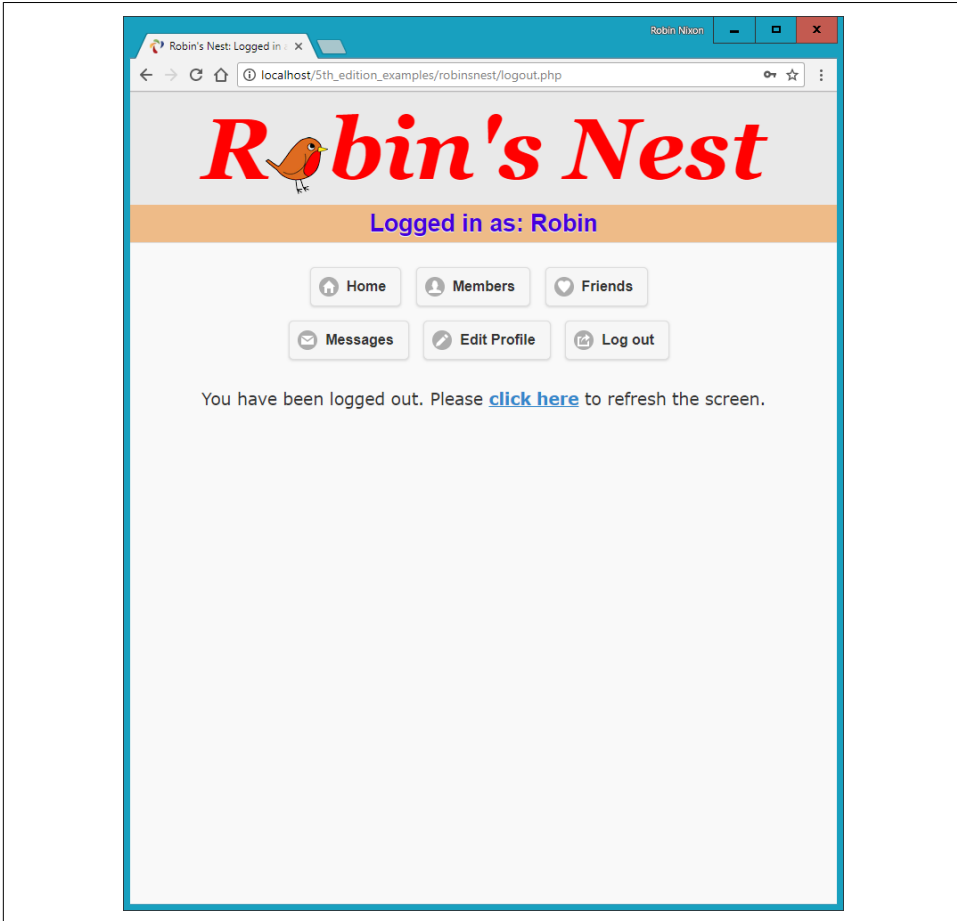 Robin Nixon
Robin's Nest: Logged in
localhost/5th_edition_examples/robinsnest/logout.php
Robin's Nest
Logged in as: Robin
Home Members Friends
Messages Edit Profile Log out
You have been logged out. Please click here to refresh the screen.